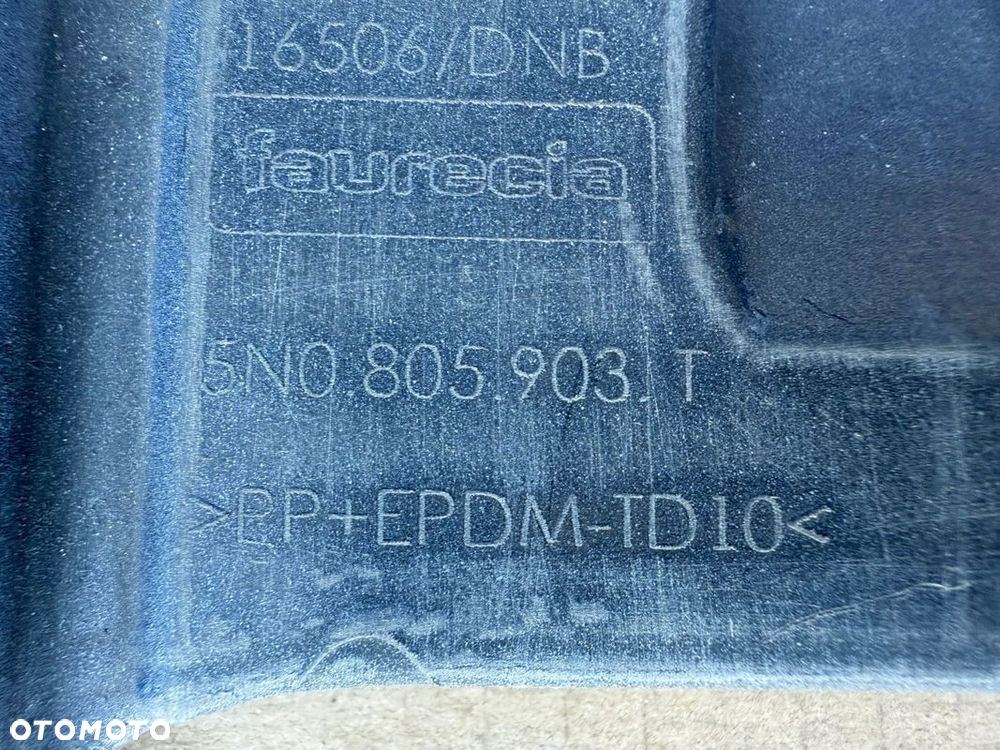 16506/DNB
faurecia
5N0.805.903. T
>PP+EPDM-TD10<
OTOMOTO